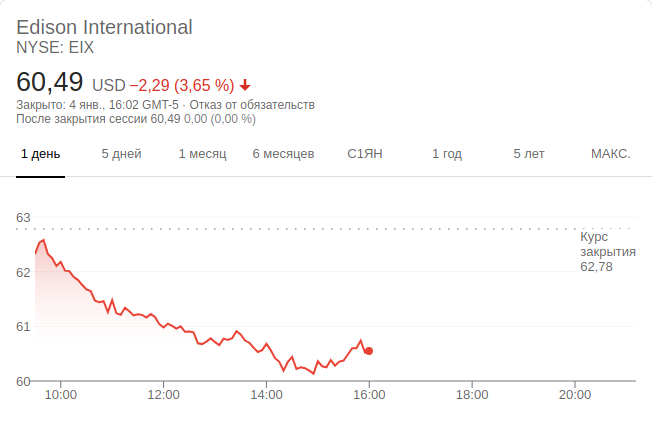 Edison International
NYSE: EIX
60,49 USD −2,29 (3,65 %)
Закрыто: 4 янв., 16:02 GMT-5 · Отказ от обязательств
После закрытия сессии 60,49 0,00 (0,00 %)
1 день 5 дней 1 месяц 6 месяцев С1ЯН 1 год 5 лет МАКС.
63
Курс
закрытия
62,78
62
61
60
10:00 12:00 14:00 16:00 18:00 20:00